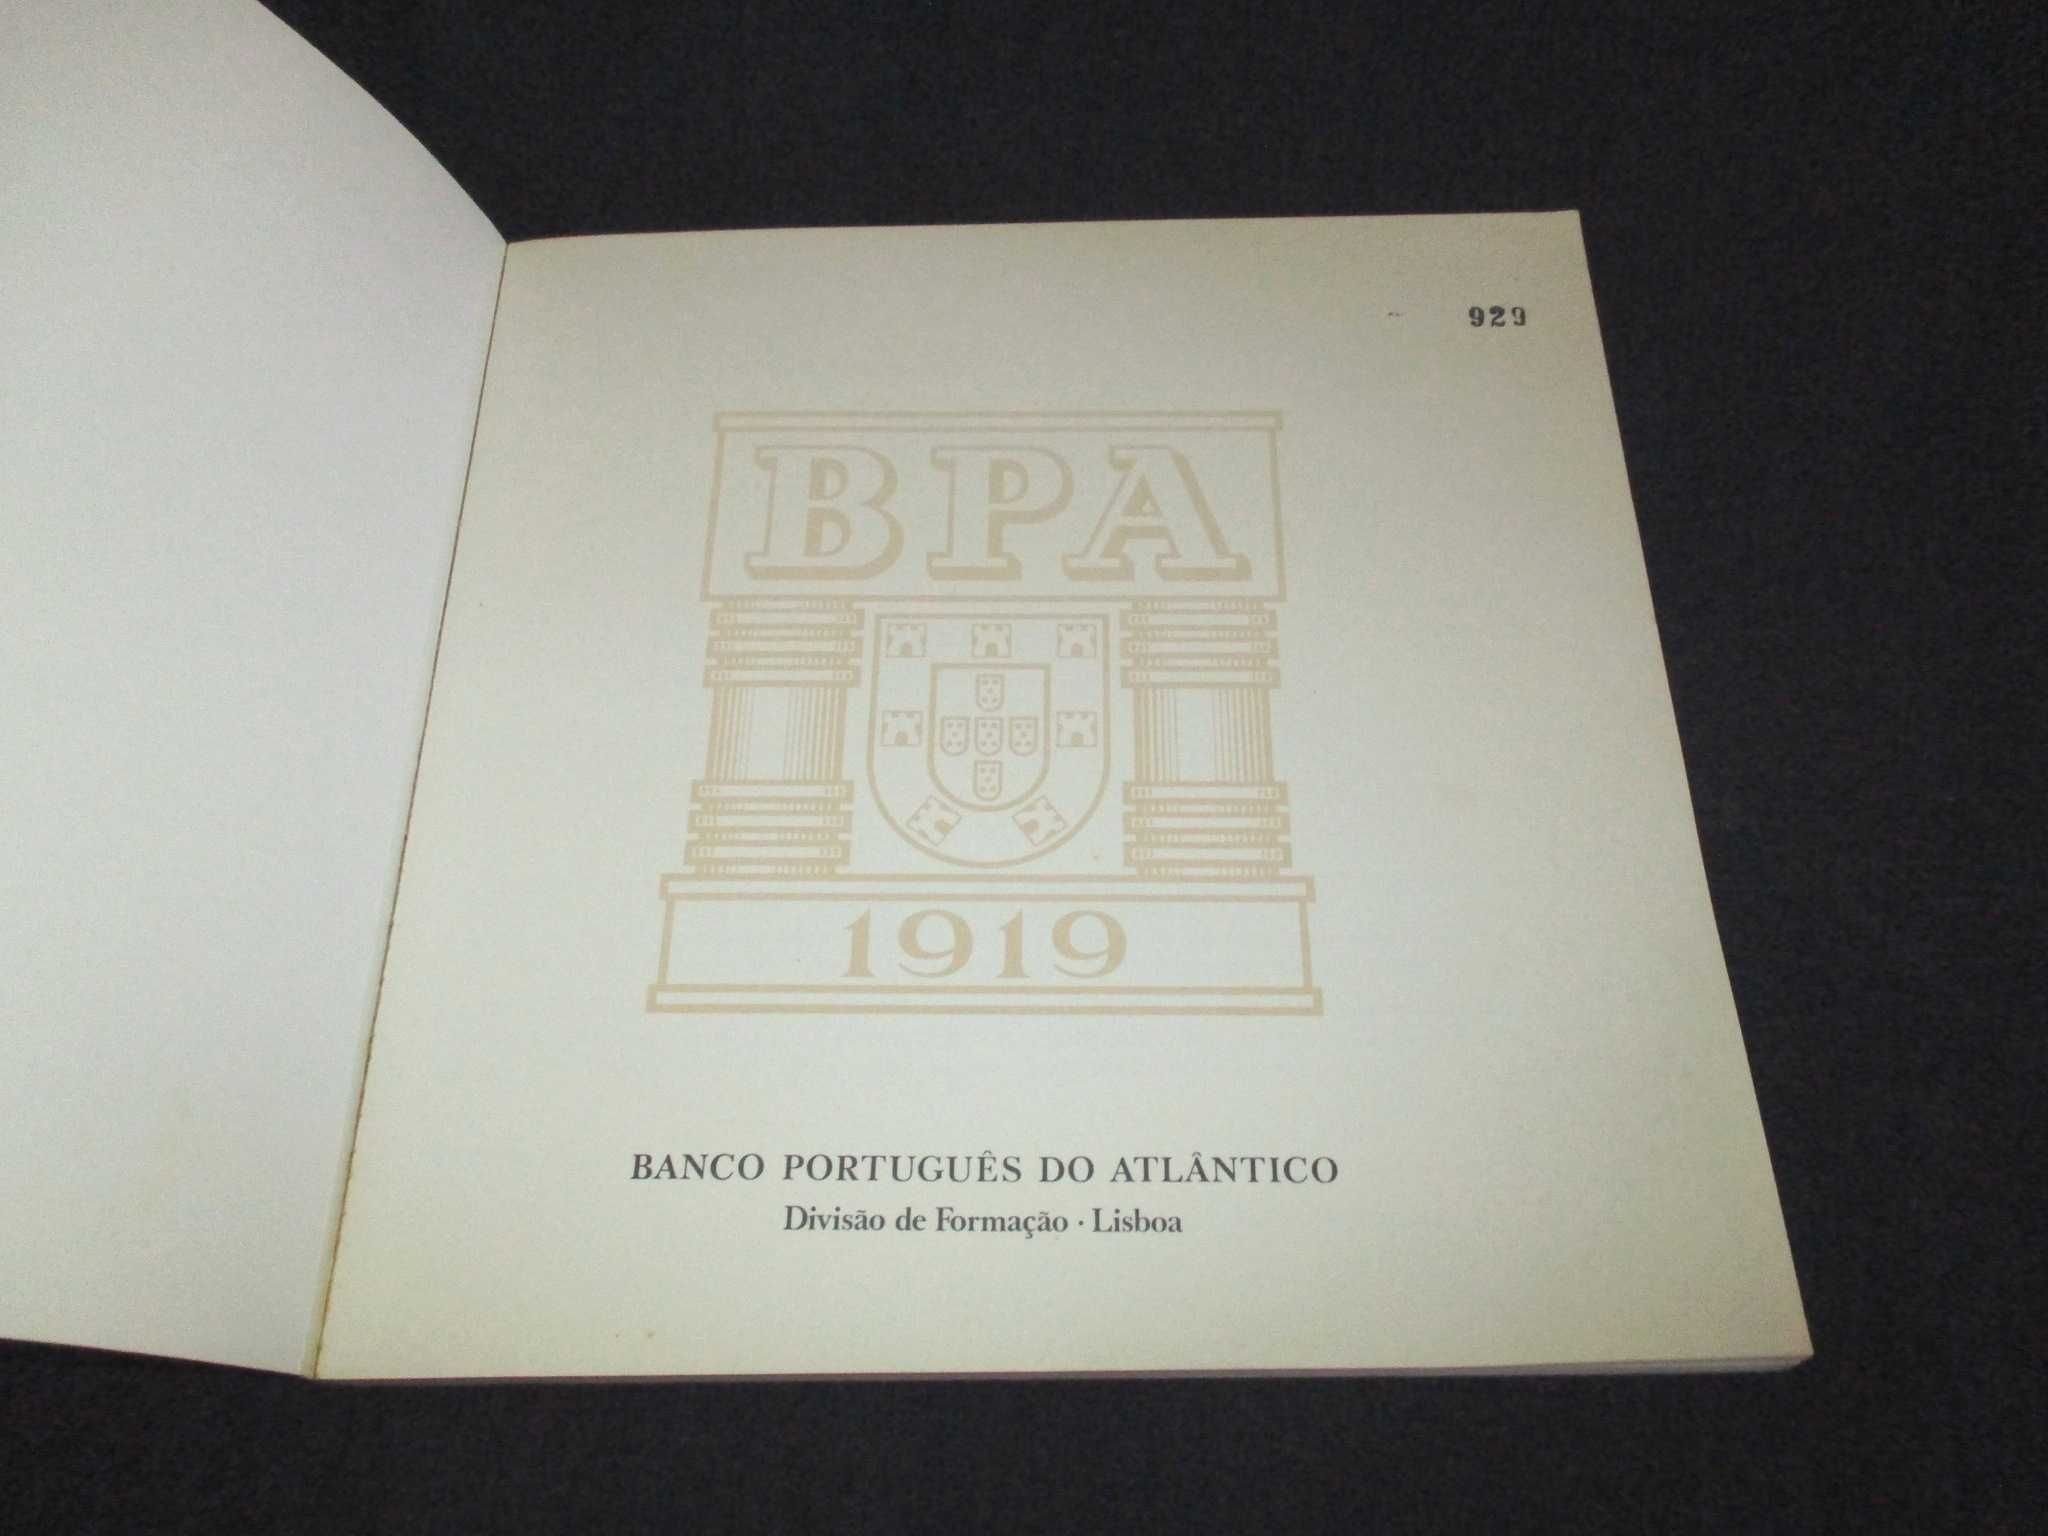 929
BPA
1919
BANCO PORTUGUÊS DO ATLÂNTICO
Divisão de Formação · Lisboa